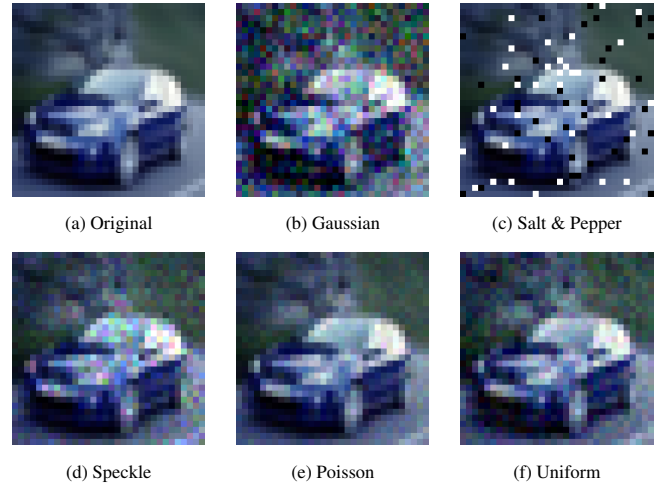 (a) Original
(b) Gaussian
(c) Salt & Pepper
(d) Speckle
(e) Poisson
(f) Uniform